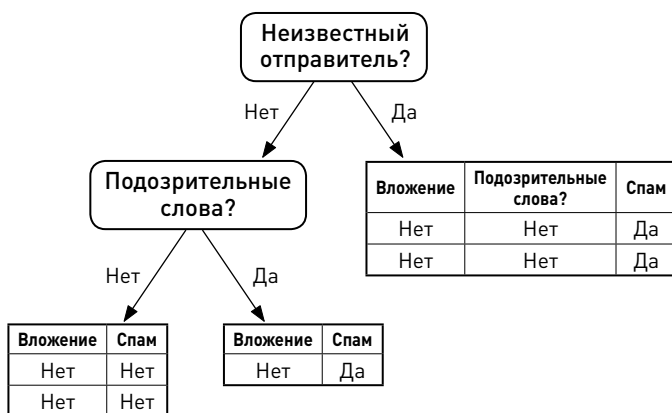 Неизвестный
отправитель?
Нет
Да
Подозрительные
слова?
Вложение Подозрительные слова? Спам
Нет Нет Да
Нет Нет Да
Нет
Да
Вложение Спам
Нет Нет
Нет Нет
Вложение Спам
Нет Да